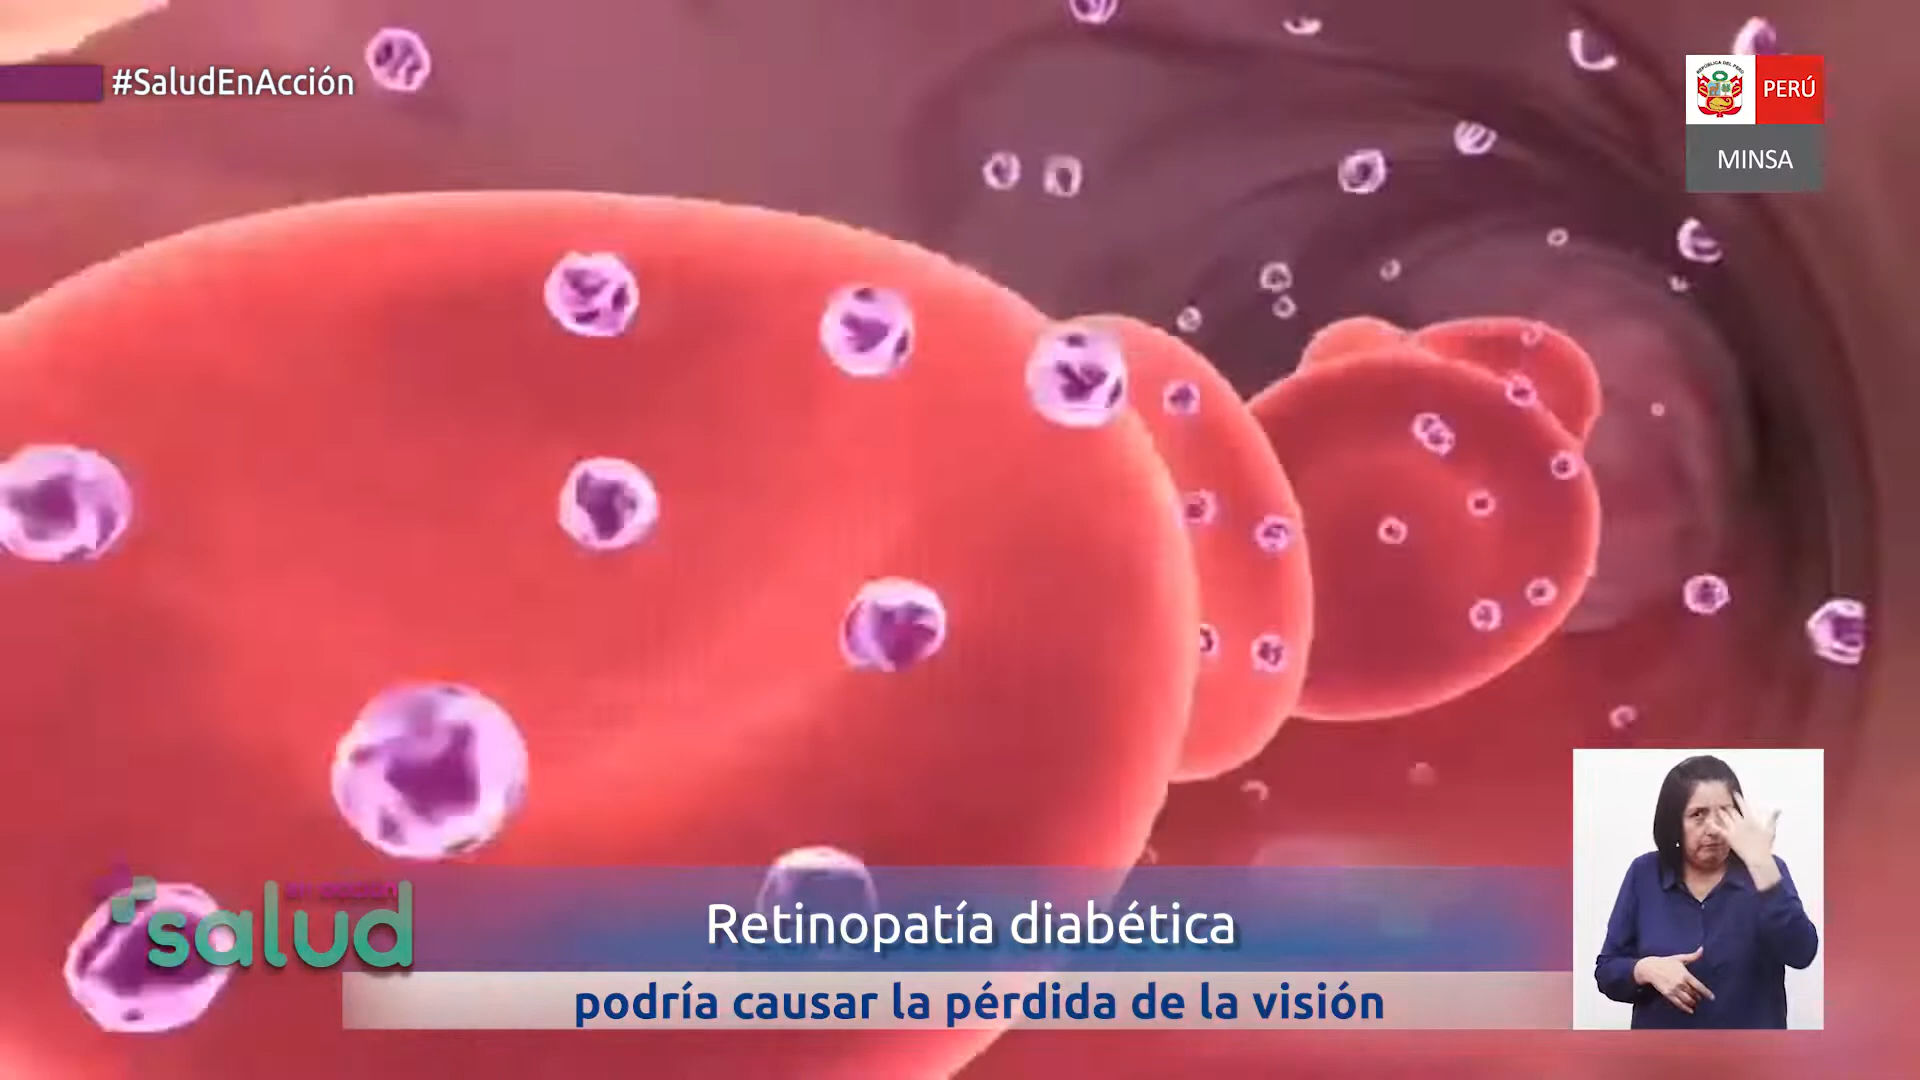 #SaludEnAcción
PERÚ
MINSA
salud
Retinopatía diabética
podría causar la pérdida de la visión